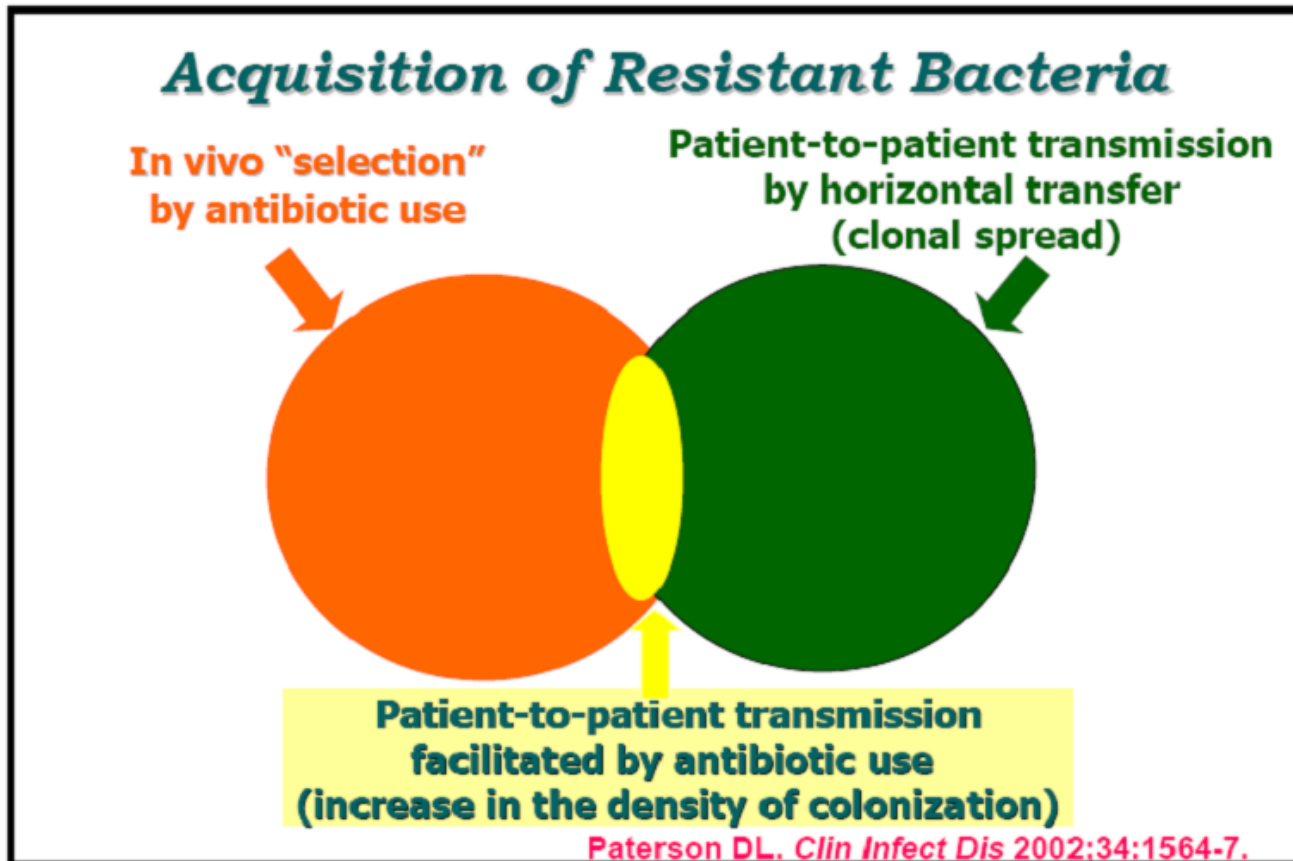 Acquisition of Resistant Bacteria
In vivo “selection”
by antibiotic use
Patient-to-patient transmission
by horizontal transfer
(clonal spread)
Patient-to-patient transmission
facilitated by antibiotic use
(increase in the density of colonization)
Paterson DL. Clin Infect Dis 2002;34:1564-7.